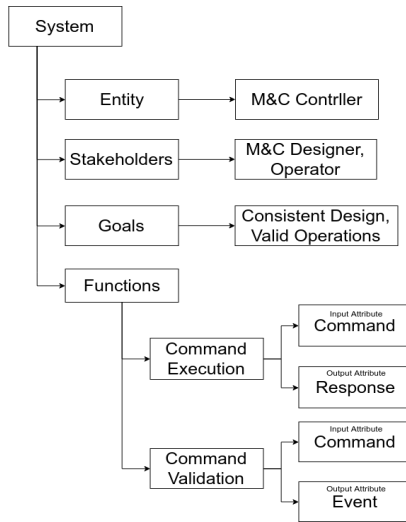 System
Entity
M&C Contrller
Stakeholders
M&C Designer,
Operator
Goals
Consistent Design,
Valid Operations
Functions
Command
Execution
Input Attribute
Command
Output Attribute
Response
Command
Validation
Input Attribute
Command
Output Attribute
Event